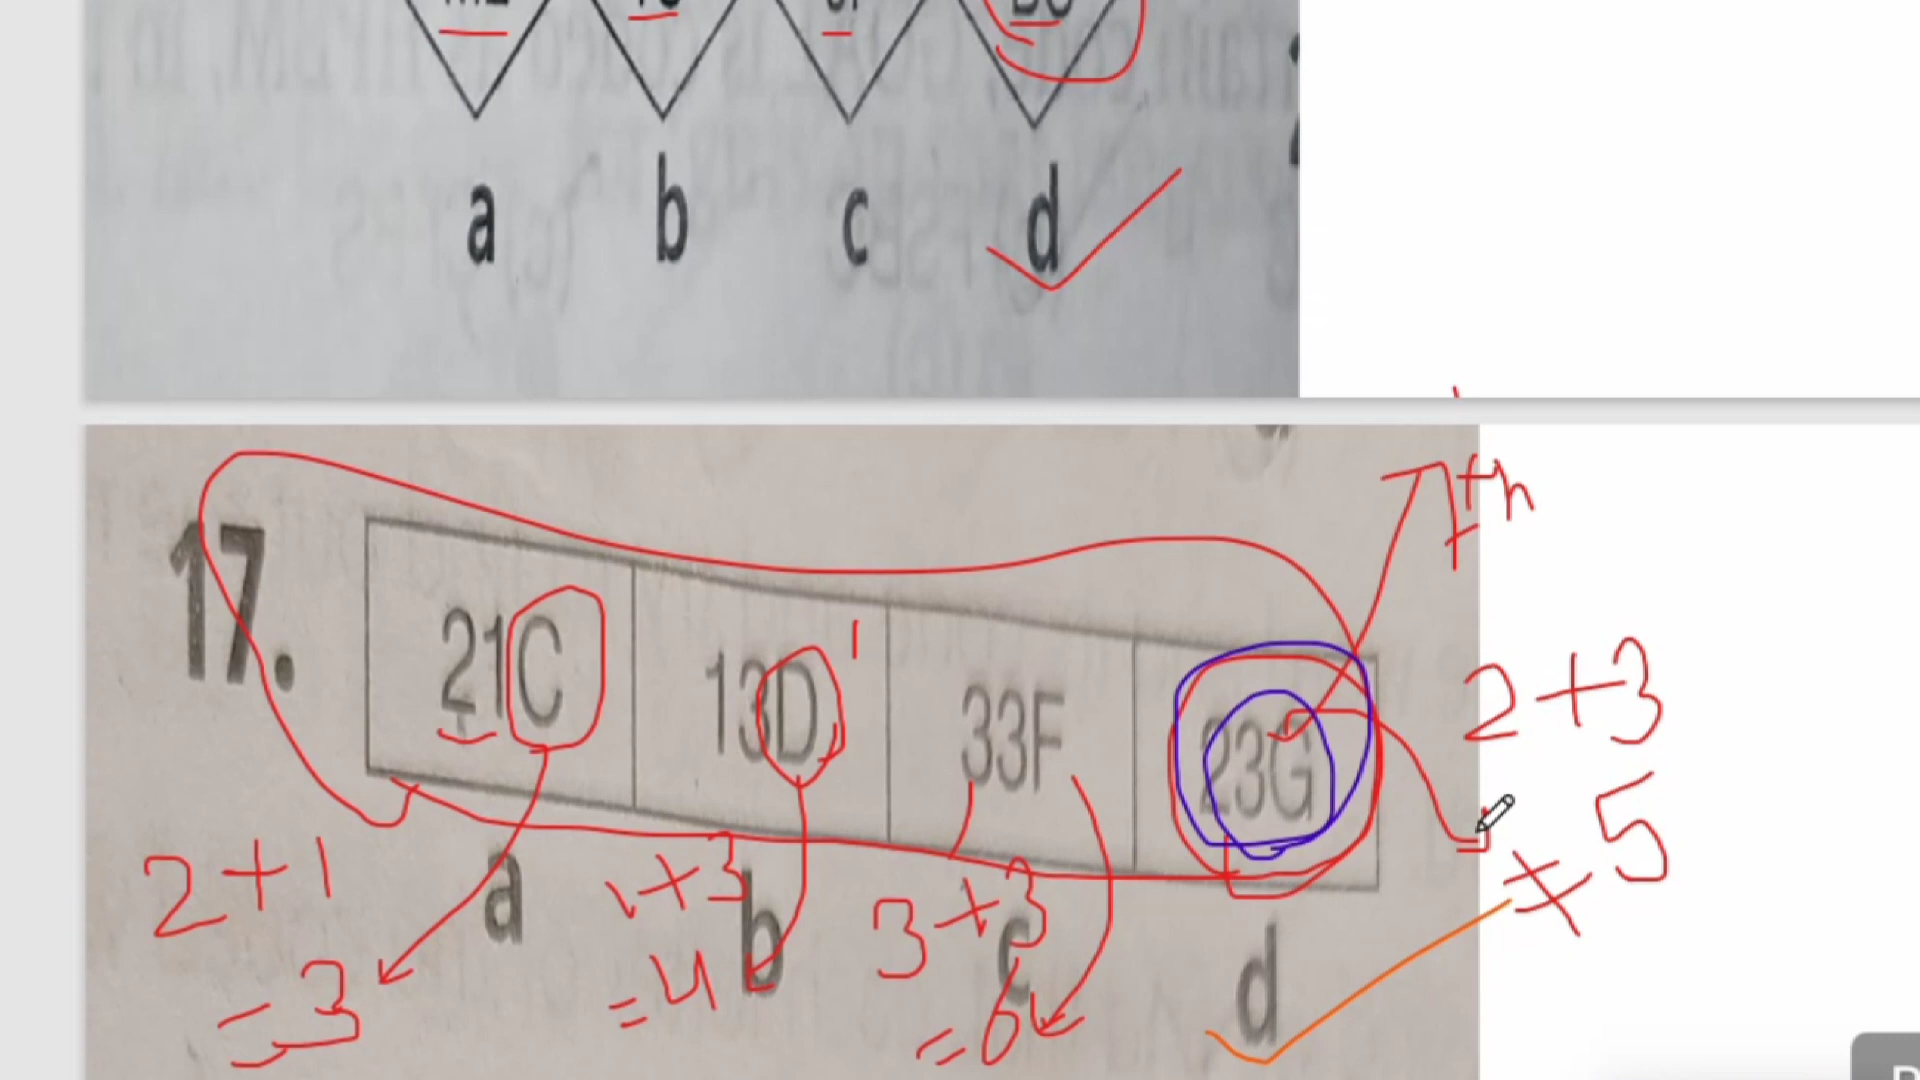 a b c d
17.
21C 13D 33F 23G
7th
2+3
≠5
2+1
=3
1+3
=4
3+3
=6
a b c d